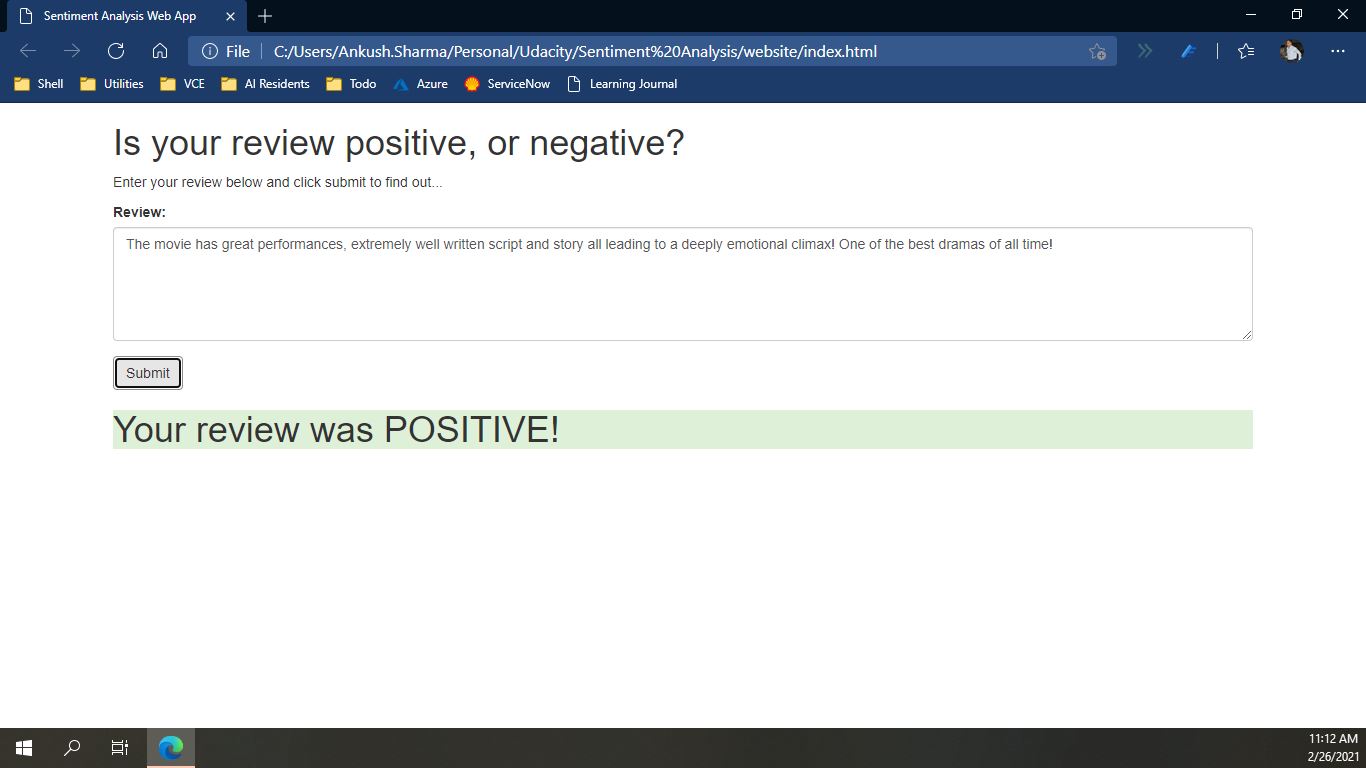 Sentiment Analysis Web App
File C:/Users/Ankush.Sharma/Personal/Udacity/Sentiment%20Analysis/website/index.html
Shell Utilities VCE AI Residents Todo Azure ServiceNow Learning Journal
Is your review positive, or negative?
Enter your review below and click submit to find out...
Review:
The movie has great performances, extremely well written script and story all leading to a deeply emotional climax! One of the best dramas of all time!
Submit
Your review was POSITIVE!
11:12 AM
2/26/2021